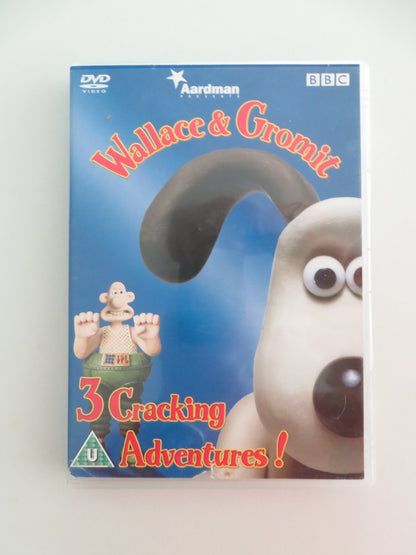 DVD
VIDEO
Aardman
PRESENTS
BBC
Wallace & Gromit
3 Cracking
Adventures!
U